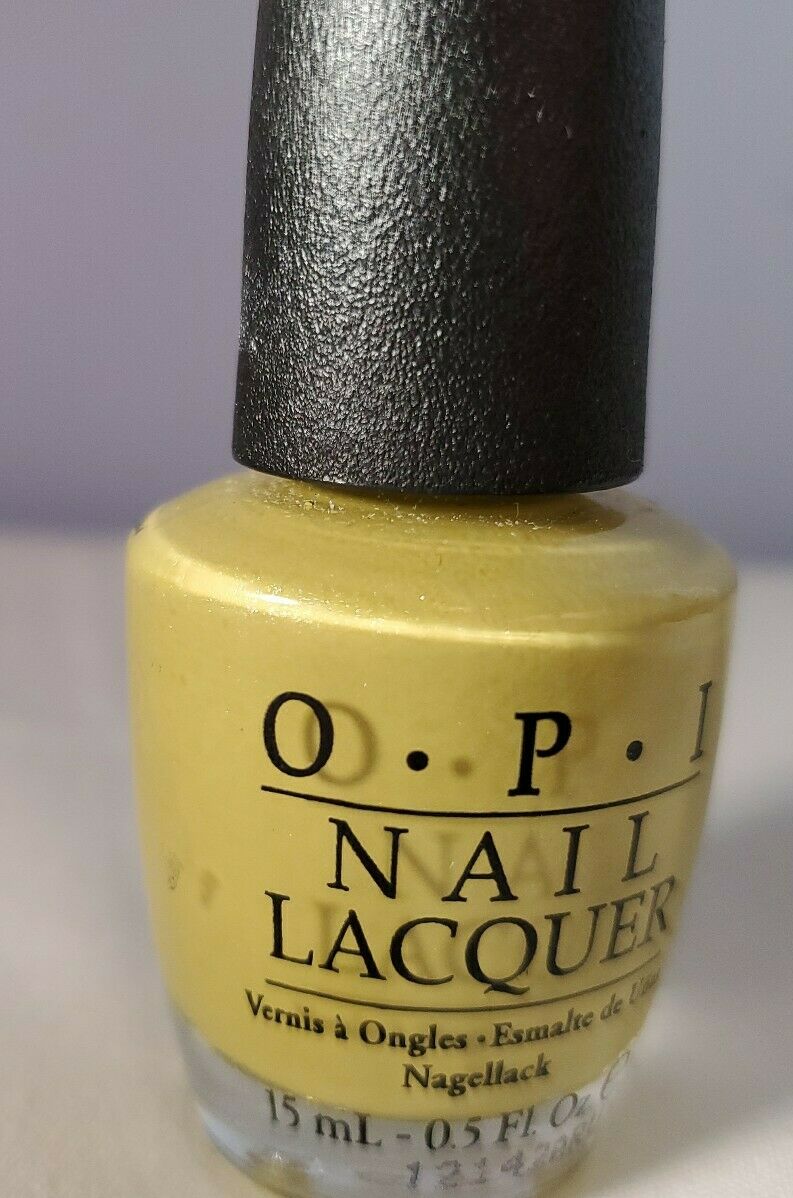 O • P • I
NAIL
LACQUER
Vernis à Ongles • Esmalte de
Nagellack
15 mL - 0.5 Fl. Oz